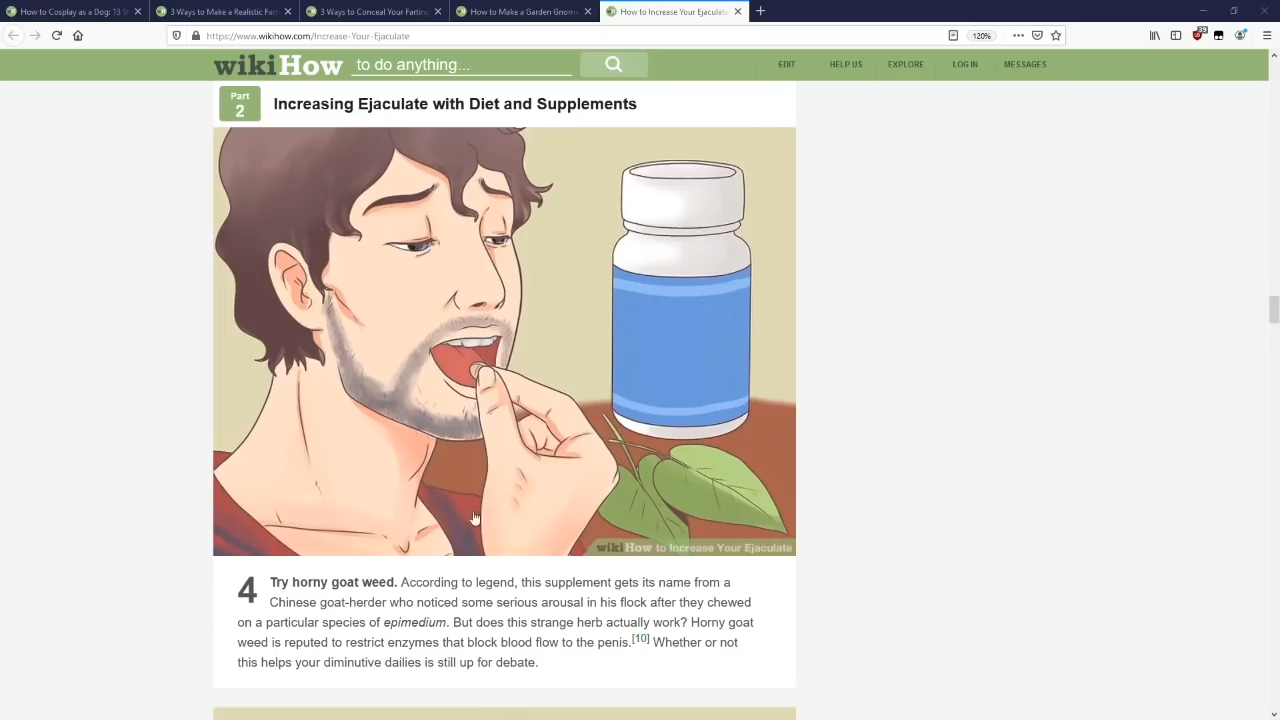 How to Cosplay as a Dog: 13 S
3 Ways to Make a Realistic Fart
3 Ways to Conceal Your Farting
How to Make a Garden Gnome
How to Increase Your Ejaculate
https://www.wikihow.com/Increase-Your-Ejaculate
120%
wikiHow to do anything...
EDIT
HELP US
EXPLORE
LOG IN
MESSAGES
Part
2
Increasing Ejaculate with Diet and Supplements
wikiHow to Increase Your Ejaculate
4 Try horny goat weed. According to legend, this supplement gets its name from a
Chinese goat-herder who noticed some serious arousal in his flock after they chewed
on a particular species of epimedium. But does this strange herb actually work? Horny goat
weed is reputed to restrict enzymes that block blood flow to the penis.[10] Whether or not
this helps your diminutive dailies is still up for debate.